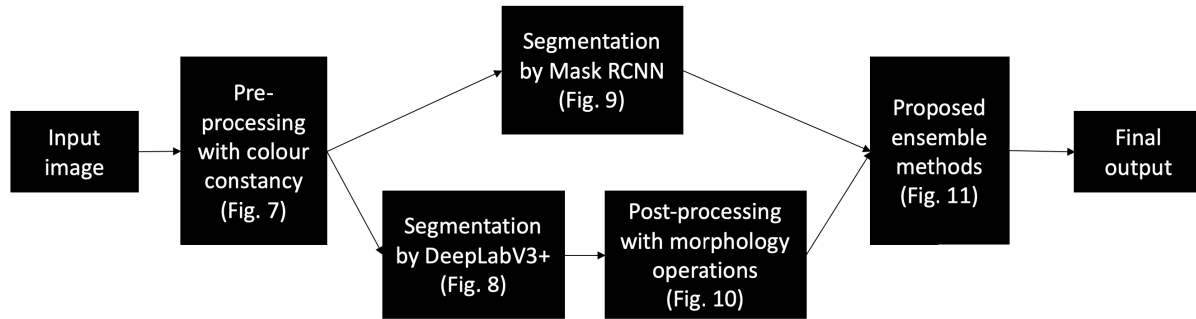 Input
image
Pre-
processing
with colour
constancy
(Fig. 7)
Segmentation
by Mask RCNN
(Fig. 9)
Segmentation
by DeepLabV3+
(Fig. 8)
Post-processing
with morphology
operations
(Fig. 10)
Proposed
ensemble
methods
(Fig. 11)
Final
output